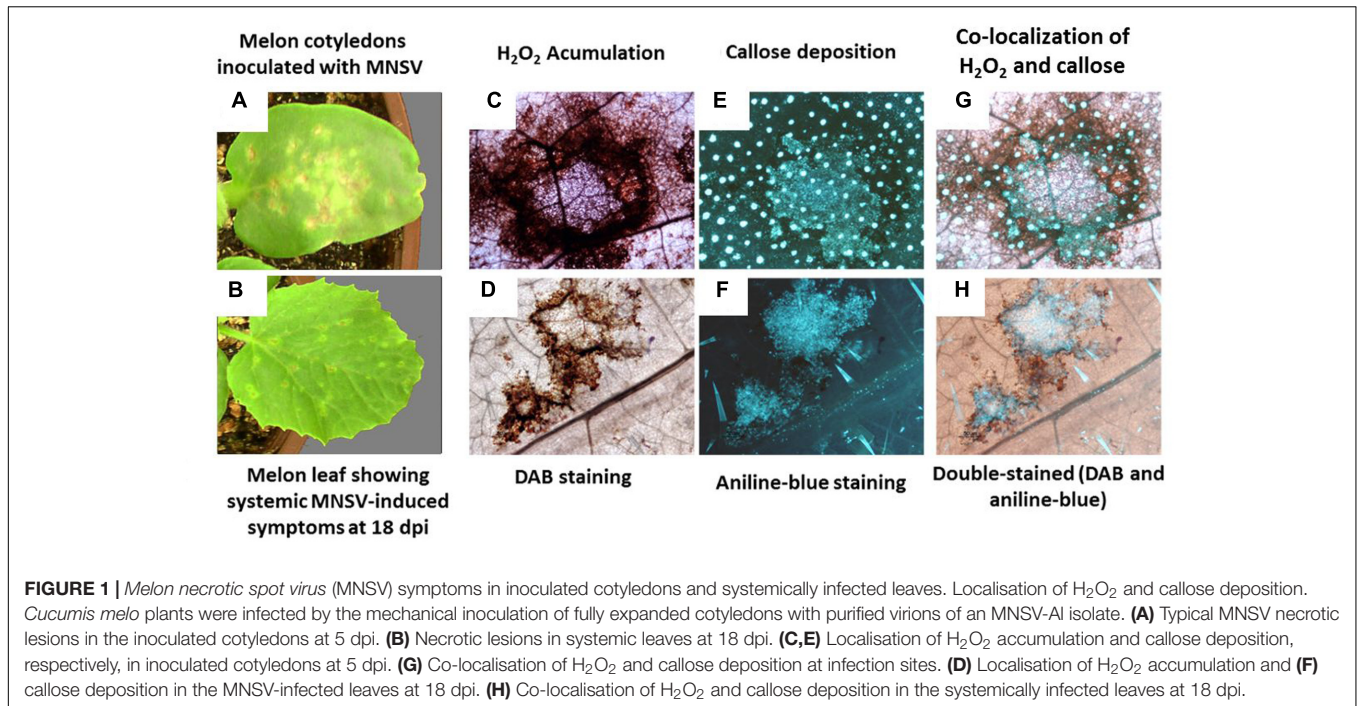 Melon cotyledons
inoculated with MNSV
H₂O₂ Acumulation
Callose deposition
Co-localization of
H₂O₂ and callose
A
C
E
G
B
D
F
H
Melon leaf showing
systemic MNSV-induced
symptoms at 18 dpi
DAB staining
Aniline-blue staining
Double-stained (DAB and
aniline-blue)
FIGURE 1 | Melon necrotic spot virus (MNSV) symptoms in inoculated cotyledons and systemically infected leaves. Localisation of H₂O₂ and callose deposition.
Cucumis melo plants were infected by the mechanical inoculation of fully expanded cotyledons with purified virions of an MNSV-Al isolate. (A) Typical MNSV necrotic
lesions in the inoculated cotyledons at 5 dpi. (B) Necrotic lesions in systemic leaves at 18 dpi. (C,E) Localisation of H₂O₂ accumulation and callose deposition,
respectively, in inoculated cotyledons at 5 dpi. (G) Co-localisation of H₂O₂ and callose deposition at infection sites. (D) Localisation of H₂O₂ accumulation and (F)
callose deposition in the MNSV-infected leaves at 18 dpi. (H) Co-localisation of H₂O₂ and callose deposition in the systemically infected leaves at 18 dpi.